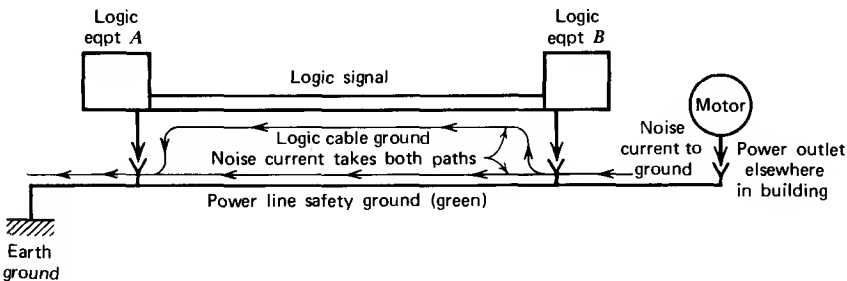 Logic
eqpt A
Logic
eqpt B
Logic signal
Motor
Logic cable ground
Noise current takes both paths
Noise
current to
ground
Power outlet
elsewhere
in building
Power line safety ground (green)
Earth
ground